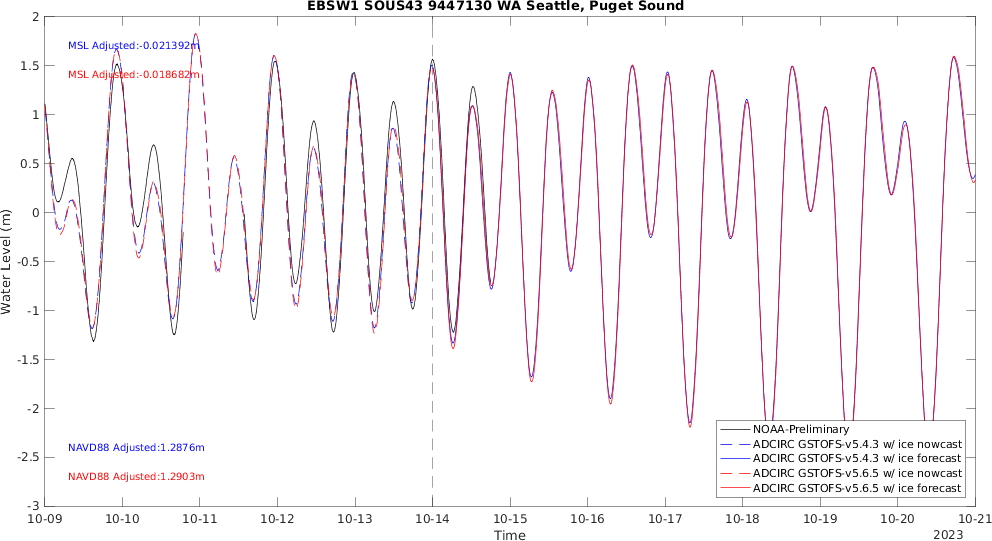 EBSW1 SOUS43 9447130 WA Seattle, Puget Sound
MSL Adjusted:-0.021392m
MSL Adjusted:-0.018682m
NAVD88 Adjusted:1.2876m
NAVD88 Adjusted:1.2903m
Water Level (m)
2
1.5
1
0.5
0
-0.5
-1
-1.5
-2
-2.5
-3
NOAA-Preliminary
ADCIRC GSTOFS-v5.4.3 w/ ice nowcast
ADCIRC GSTOFS-v5.4.3 w/ ice forecast
ADCIRC GSTOFS-v5.6.5 w/ ice nowcast
ADCIRC GSTOFS-v5.6.5 w/ ice forecast
10-09 10-10 10-11 10-12 10-13 10-14 10-15 10-16 10-17 10-18 10-19 10-20 10-21
Time
2023